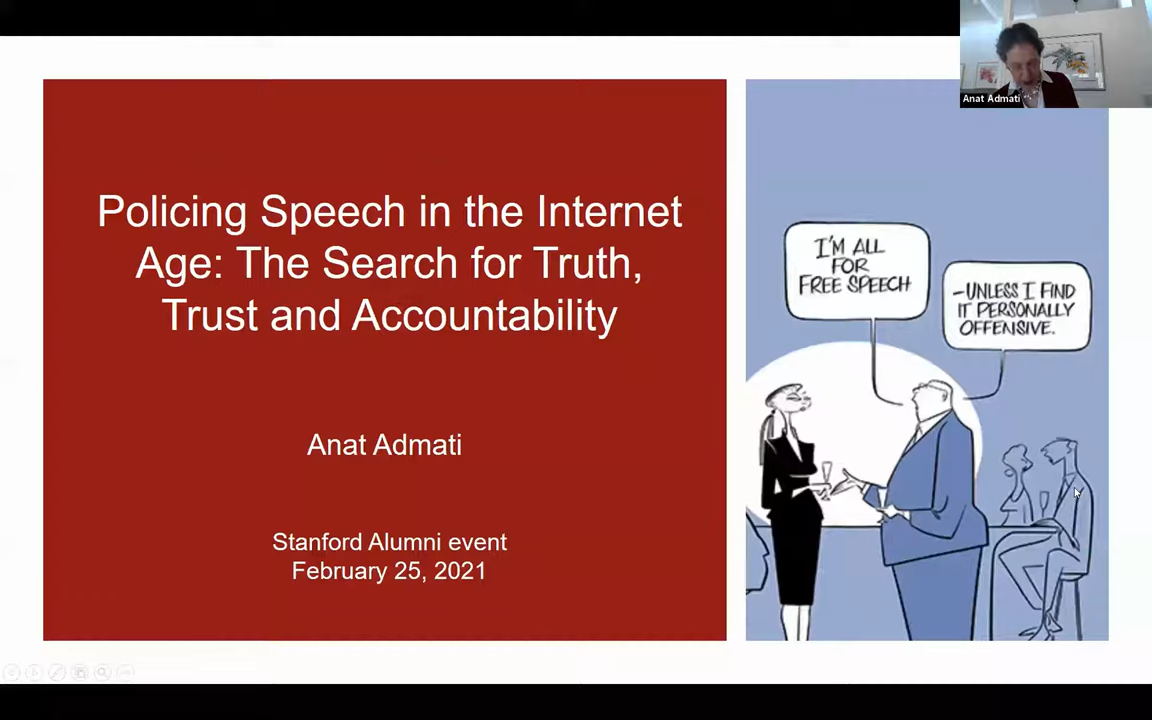 Anat Admati
Policing Speech in the Internet
Age: The Search for Truth,
Trust and Accountability
Anat Admati
Stanford Alumni event
February 25, 2021
I'M ALL
FOR
FREE SPEECH
-UNLESS I FIND
IT PERSONALLY
OFFENSIVE.